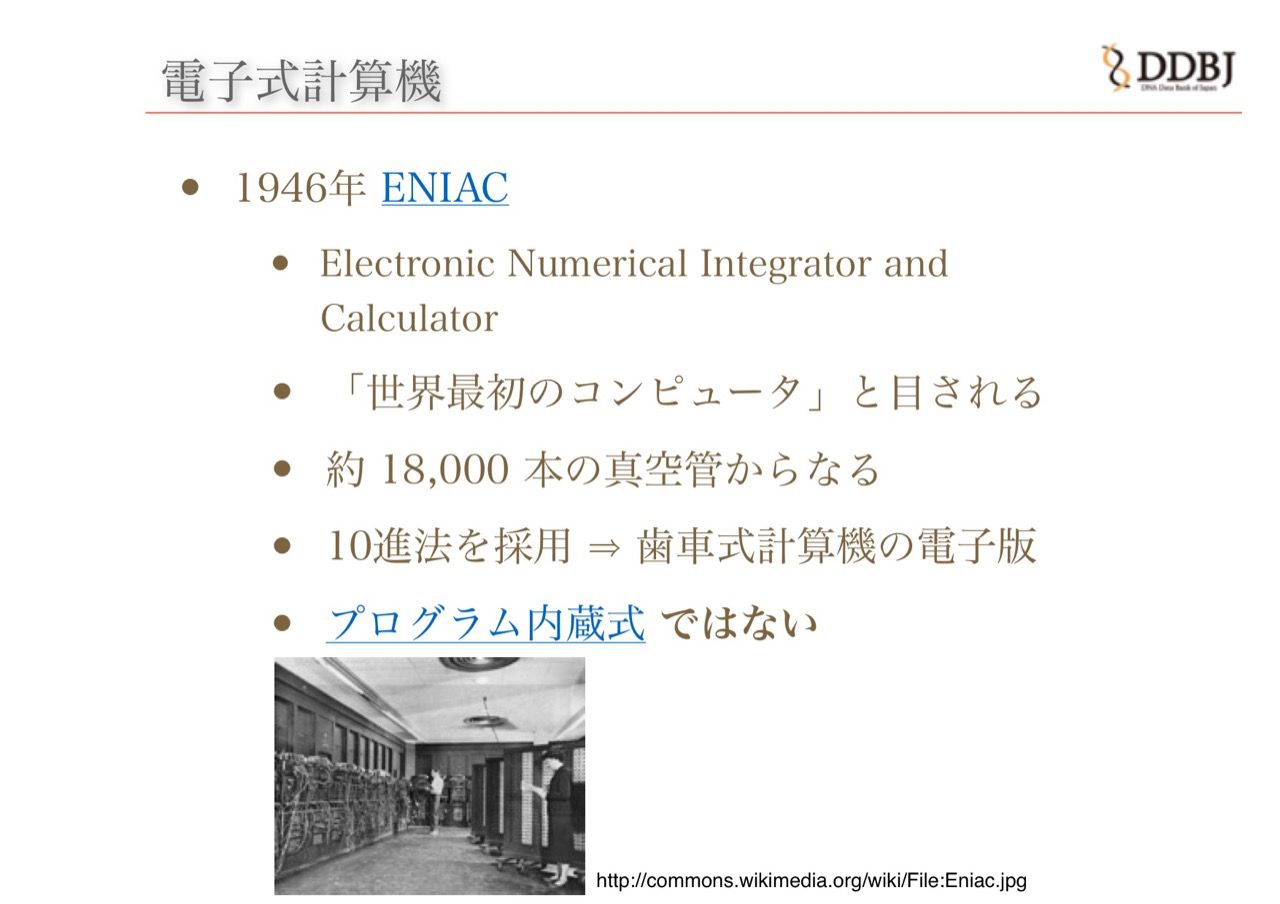 電子式計算機
DDBJ
DNA Data Bank of Japan
• 1946年 ENIAC
• Electronic Numerical Integrator and
Calculator
• 「世界最初のコンピュータ」と目される
• 約 18,000 本の真空管からなる
• 10進法を採用 ⇒ 歯車式計算機の電子版
• プログラム内蔵式 ではない
http://commons.wikimedia.org/wiki/File:Eniac.jpg